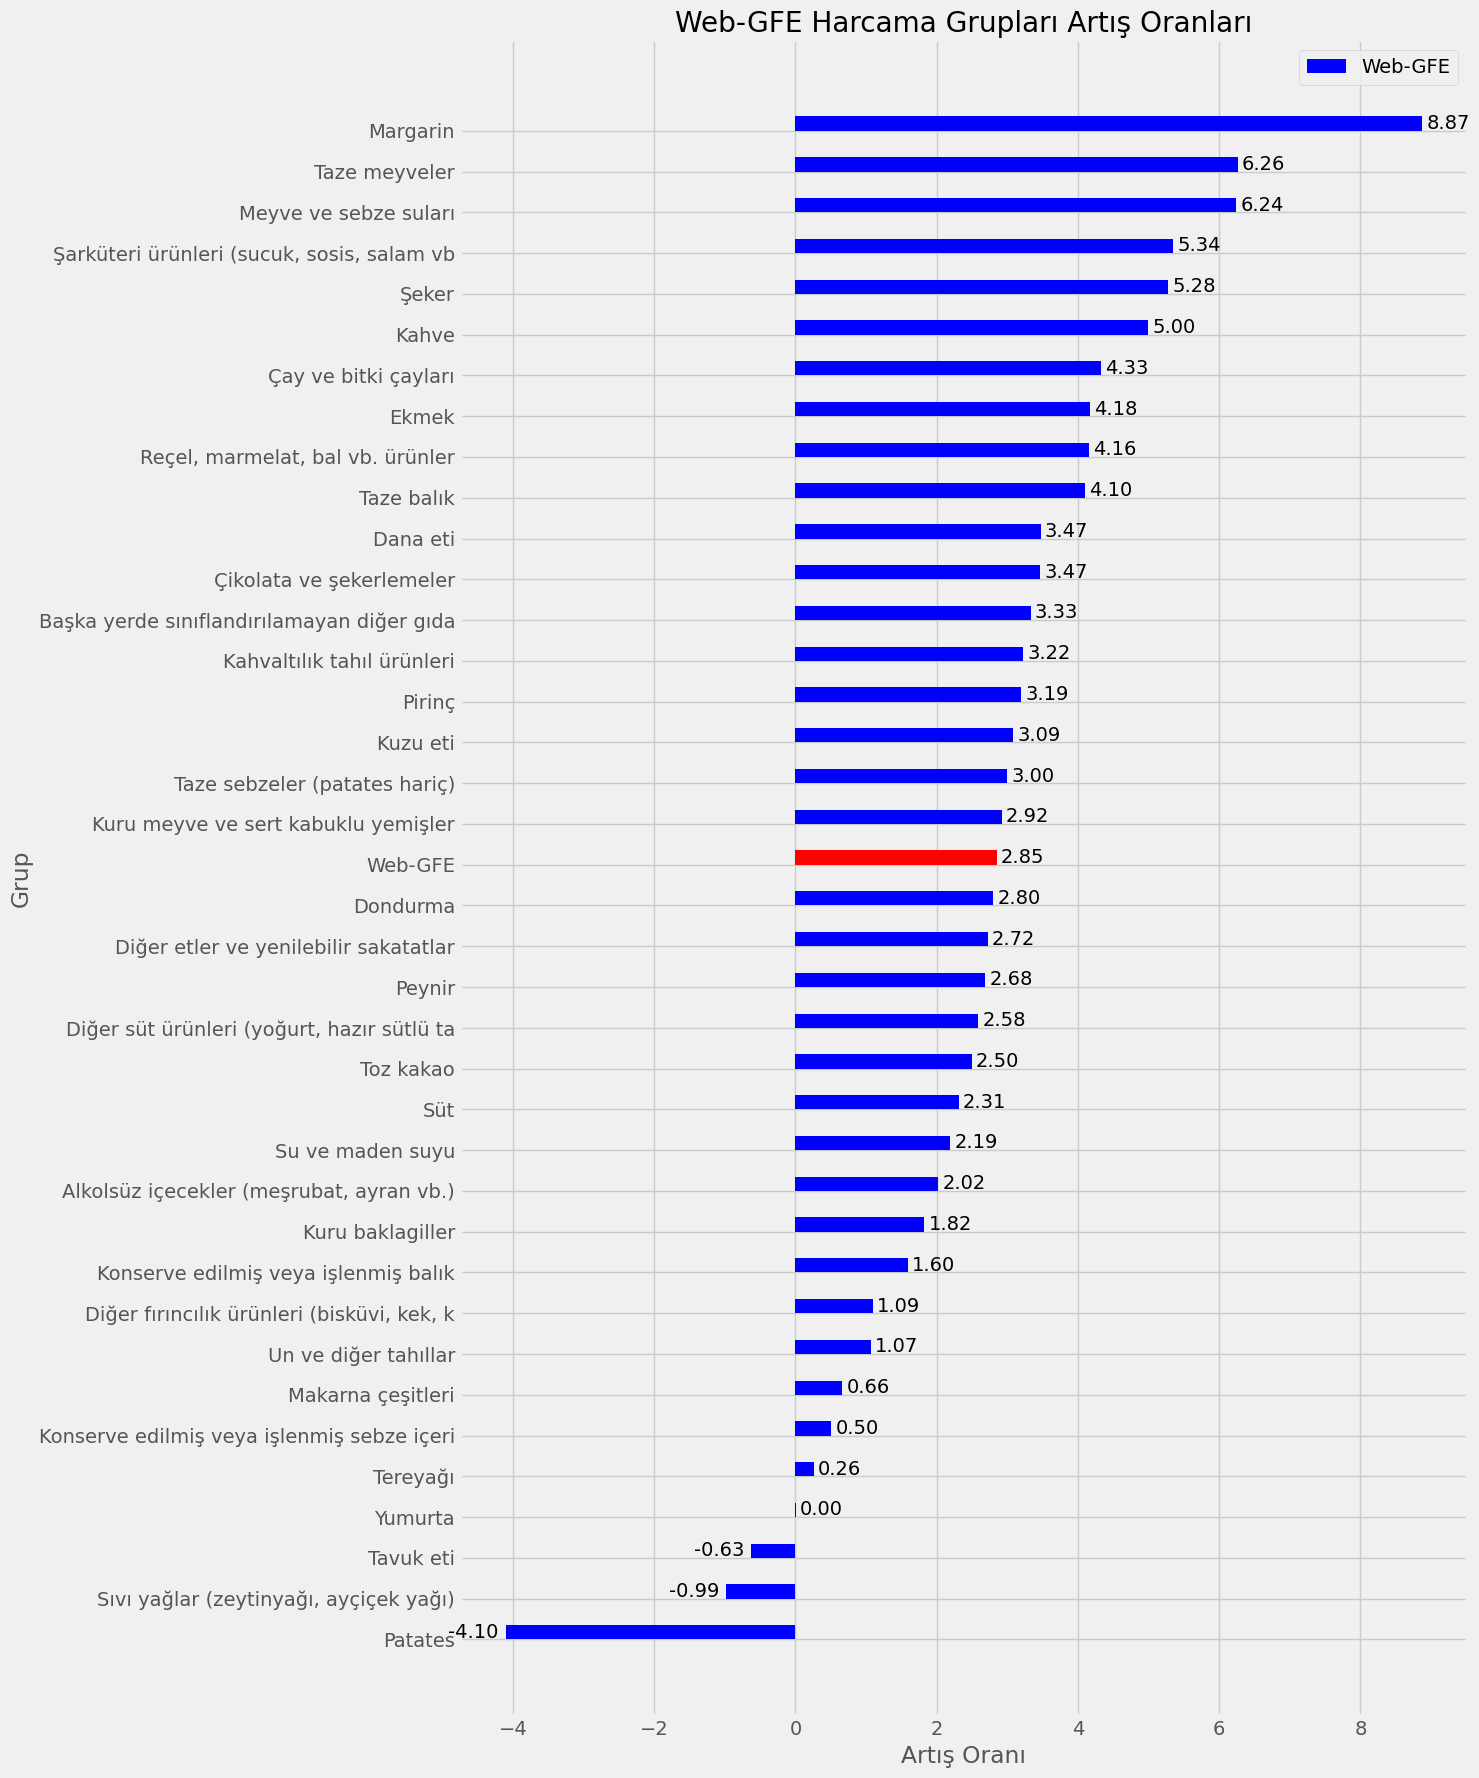 Web-GFE Harcama Grupları Artış Oranları
Web-GFE
Margarin 8.87
Taze meyveler 6.26
Meyve ve sebze suları 6.24
Şarküteri ürünleri (sucuk, sosis, salam vb 5.34
Şeker 5.28
Kahve 5.00
Çay ve bitki çayları 4.33
Ekmek 4.18
Reçel, marmelat, bal vb. ürünler 4.16
Taze balık 4.10
Dana eti 3.47
Çikolata ve şekerlemeler 3.47
Başka yerde sınıflandırılamayan diğer gıda 3.33
Kahvaltılık tahıl ürünleri 3.22
Pirinç 3.19
Kuzu eti 3.09
Taze sebzeler (patates hariç) 3.00
Kuru meyve ve sert kabuklu yemişler 2.92
Web-GFE 2.85
Dondurma 2.80
Diğer etler ve yenilebilir sakatatlar 2.72
Peynir 2.68
Diğer süt ürünleri (yoğurt, hazır sütlü ta 2.58
Toz kakao 2.50
Süt 2.31
Su ve maden suyu 2.19
Alkolsüz içecekler (meşrubat, ayran vb.) 2.02
Kuru baklagiller 1.82
Konserve edilmiş veya işlenmiş balık 1.60
Diğer fırıncılık ürünleri (bisküvi, kek, k 1.09
Un ve diğer tahıllar 1.07
Makarna çeşitleri 0.66
Konserve edilmiş veya işlenmiş sebze içeri 0.50
Tereyağı 0.26
Yumurta 0.00
Tavuk eti -0.63
Sıvı yağlar (zeytinyağı, ayçiçek yağı) -0.99
Patates -4.10
Grup
−4 −2 0 2 4 6 8
Artış Oranı